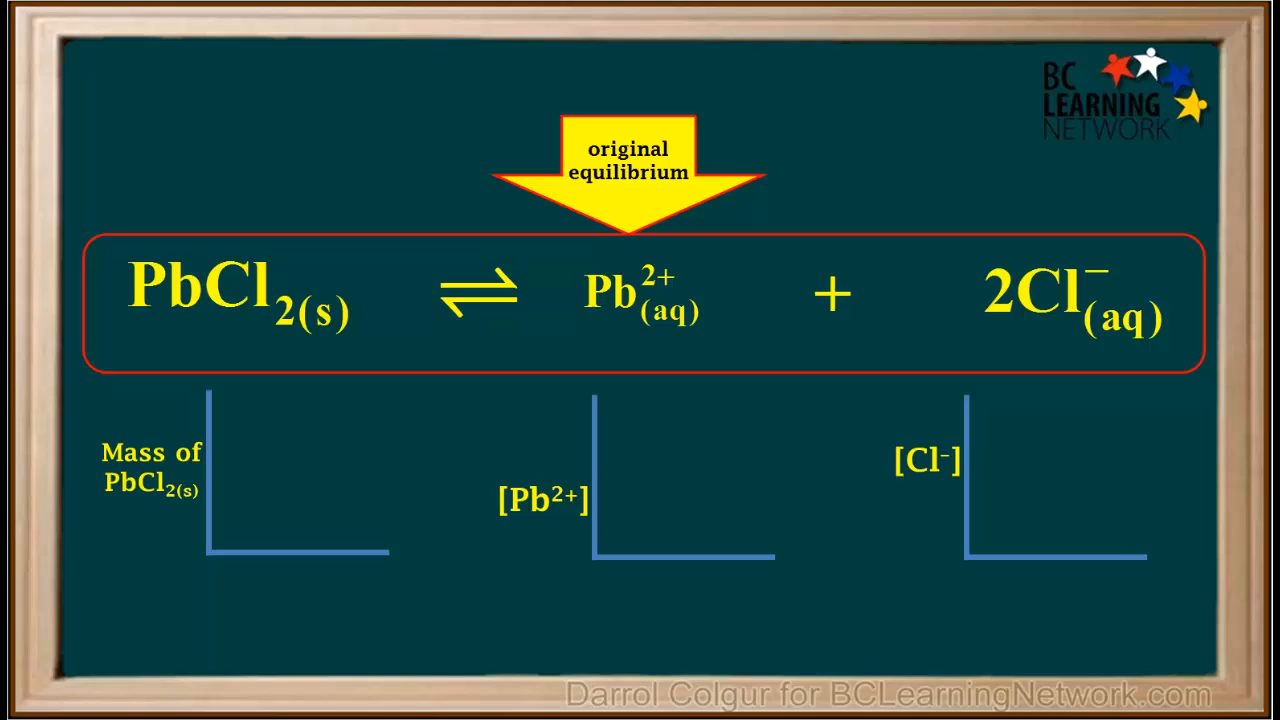 BC
LEARNING
NETWORK
original
equilibrium
PbCl₂(s) ⇌ Pb²⁺(aq) + 2Cl⁻(aq)
Mass of
PbCl₂(s)
[Pb²⁺]
[Cl⁻]
Darrol Colgur for BCLearningNetwork.com